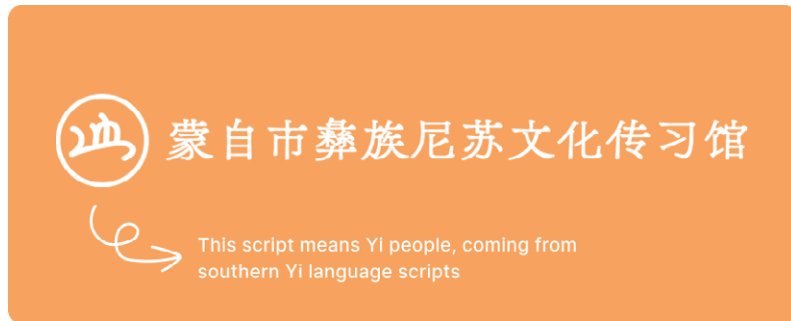 蒙自市彝族尼苏文化传习馆
This script means Yi people, coming from
southern Yi language scripts